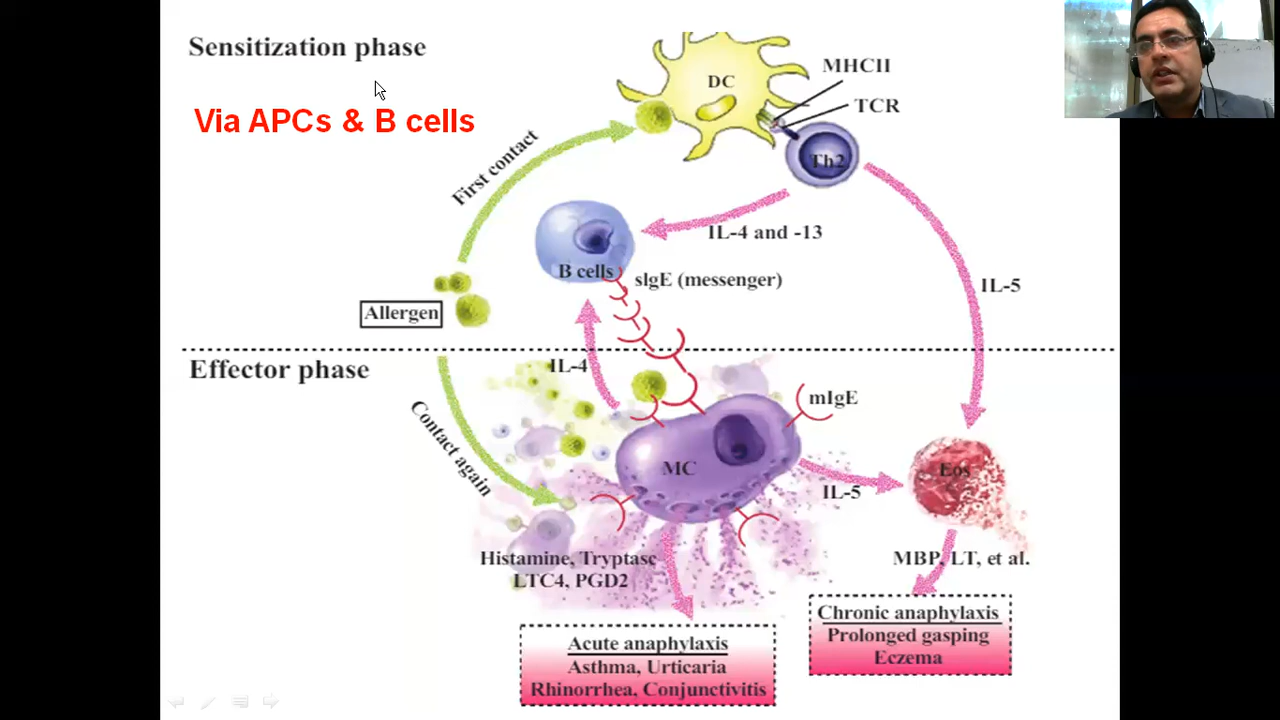 Sensitization phase
Via APCs & B cells
DC
MHCII
TCR
Th2
First contact
IL-4 and -13
B cells
sIgE (messenger)
IL-5
Allergen
Effector phase
IL-4
mIgE
Contact again
MC
IL-5
Eos
Histamine, Tryptase
LTC4, PGD2
MBP, LT, et al.
Chronic anaphylaxis
Prolonged gasping
Eczema
Acute anaphylaxis
Asthma, Urticaria
Rhinorrhea, Conjunctivitis